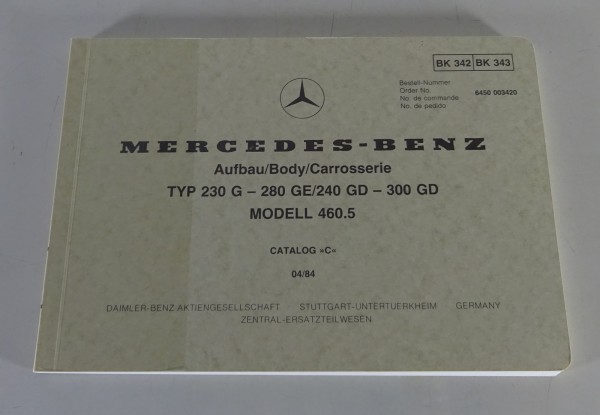 BK 342 BK 343
Bestell-Nummer
Order No.
No. de commande
No. de pedido
6450 003420
MERCEDES-BENZ
Aufbau/Body/Carrosserie
TYP 230 G – 280 GE/240 GD – 300 GD
MODELL 460.5
CATALOG »C«
04/84
DAIMLER-BENZ AKTIENGESELLSCHAFT · STUTTGART-UNTERTUERKHEIM · GERMANY
ZENTRAL-ERSATZTEILWESEN